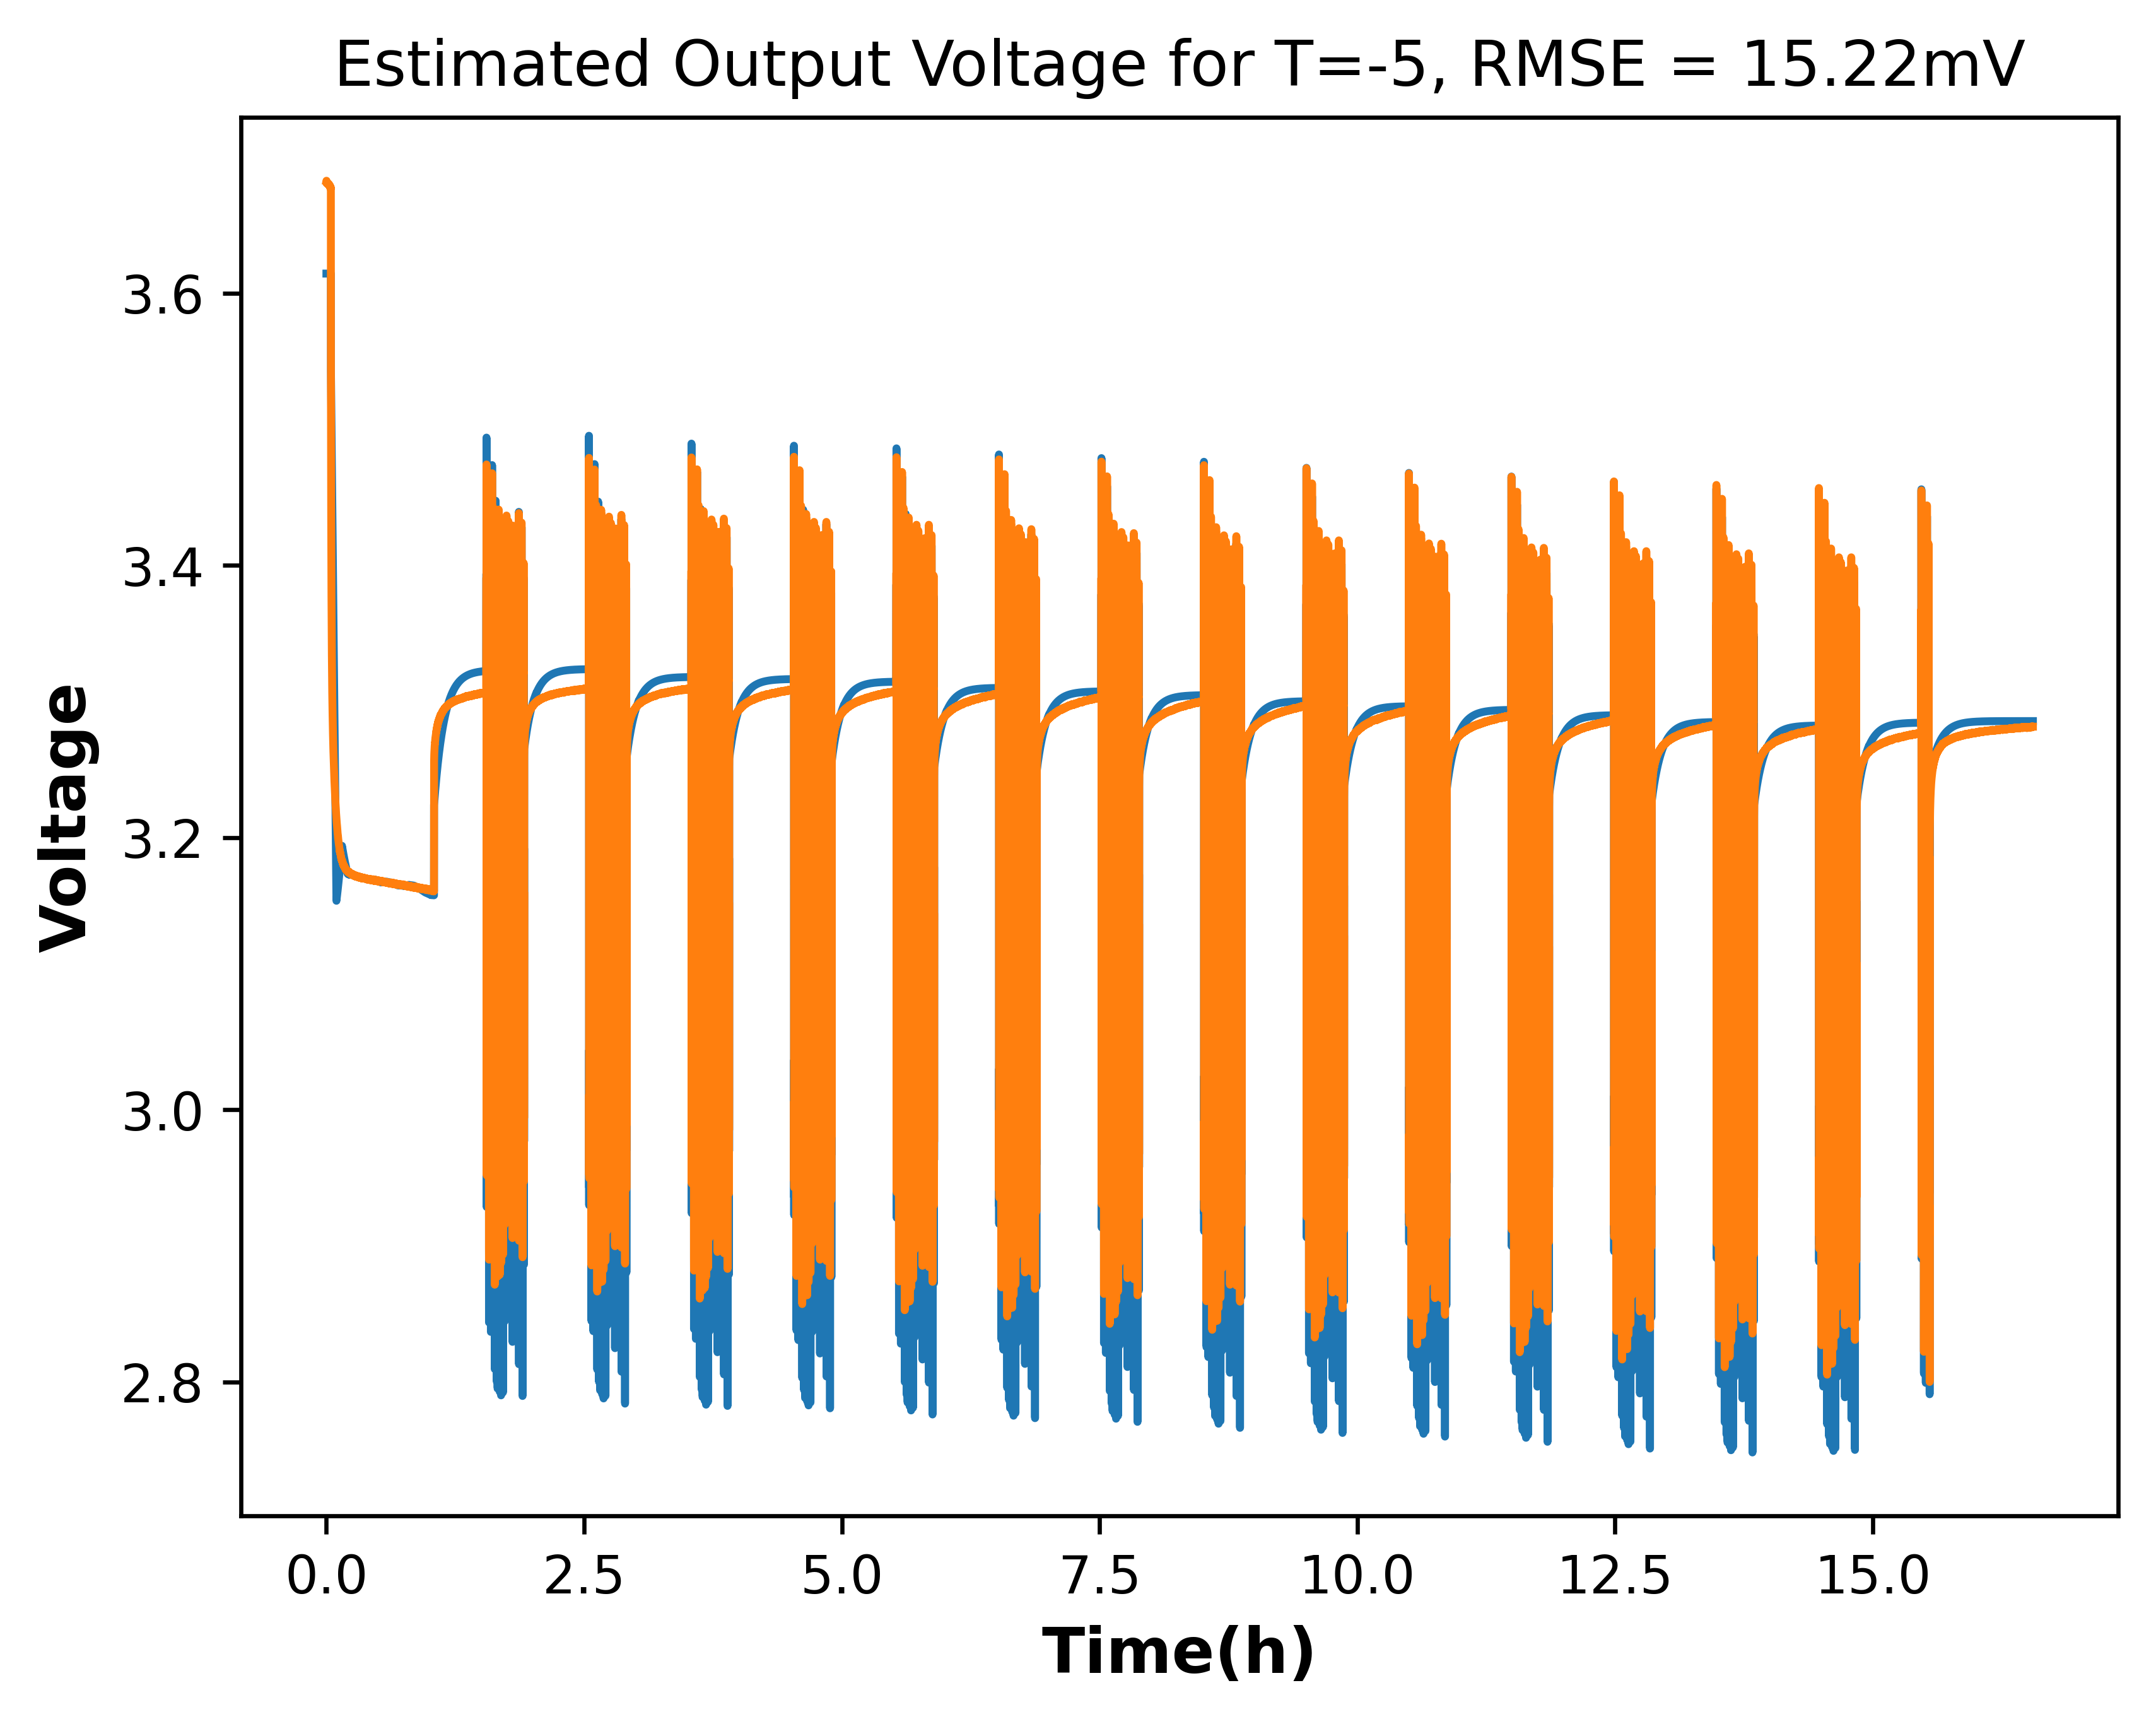 Estimated Output Voltage for T=-5, RMSE = 15.22mV
3.6
3.4
3.2
3.0
2.8
Voltage
0.0 2.5 5.0 7.5 10.0 12.5 15.0
Time(h)